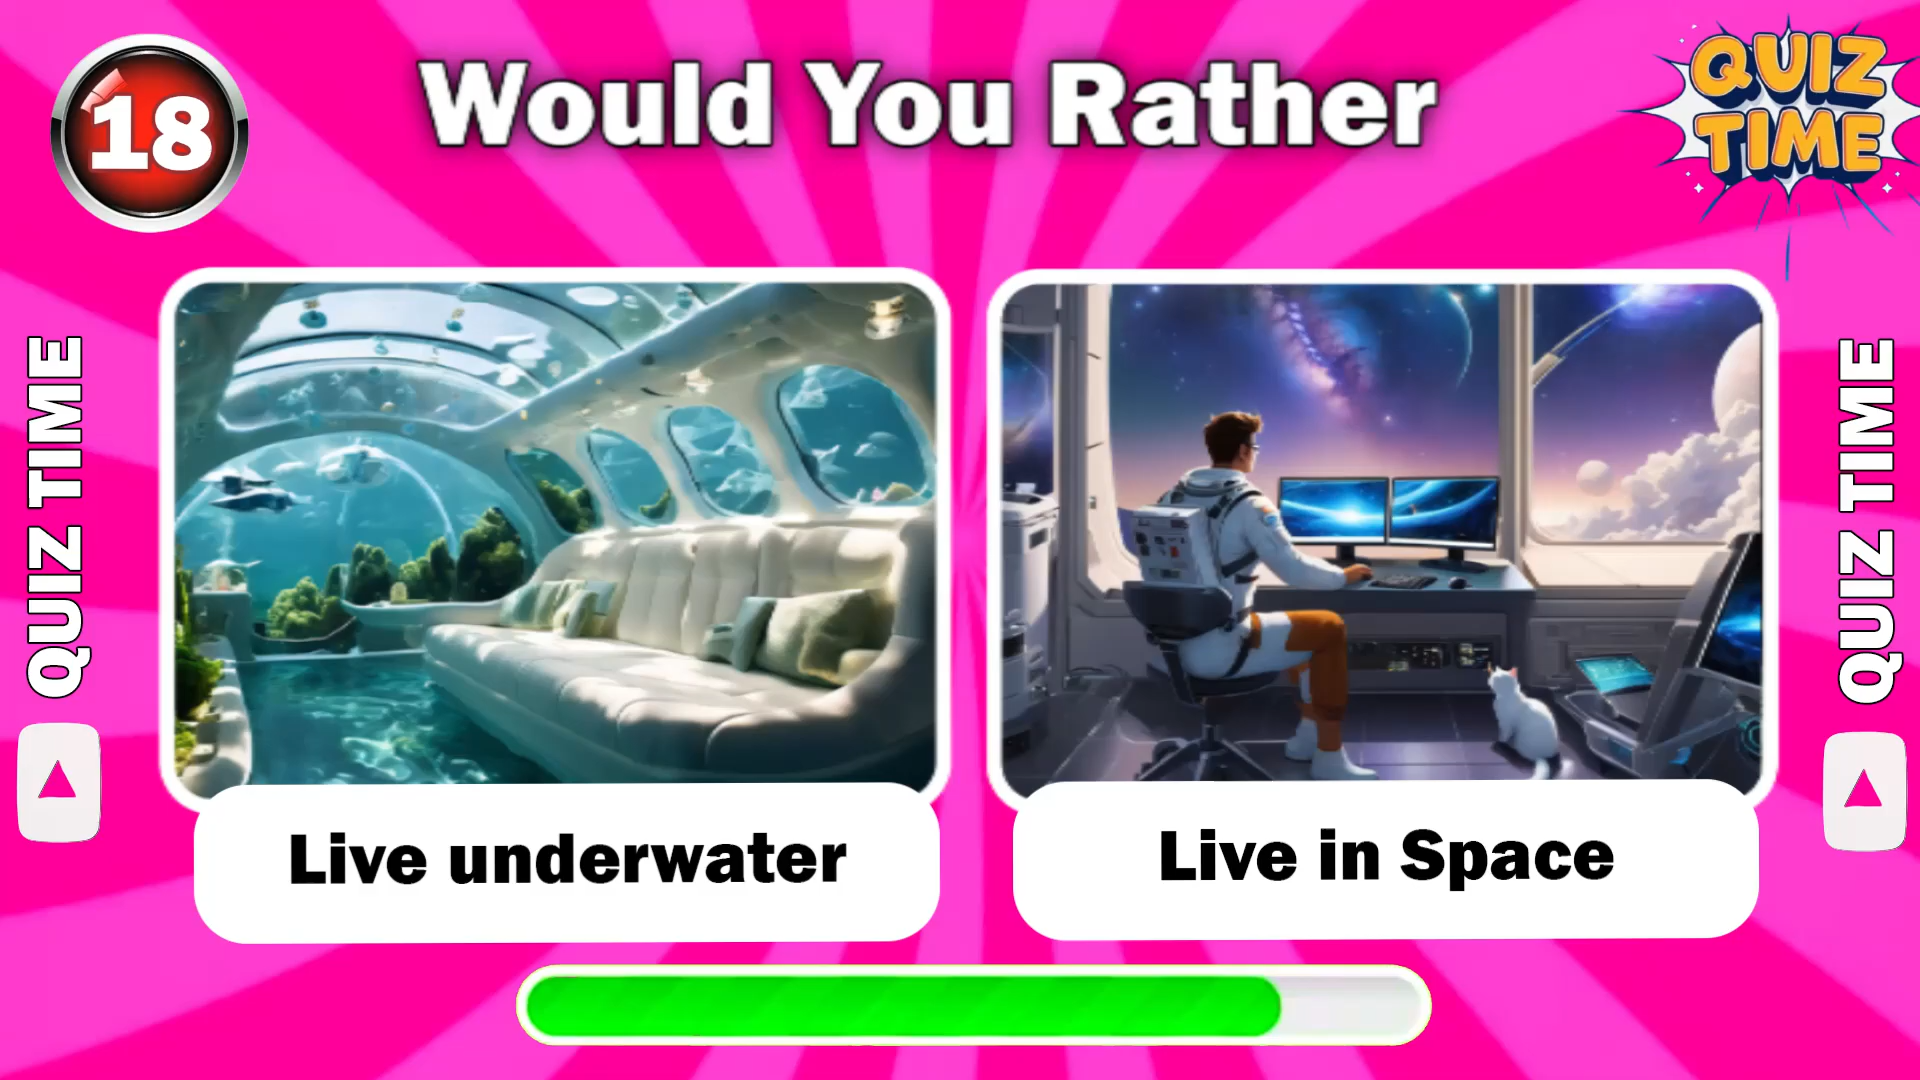 18
Would You Rather
QUIZ
TIME
QUIZ TIME
QUIZ TIME
Live underwater
Live in Space